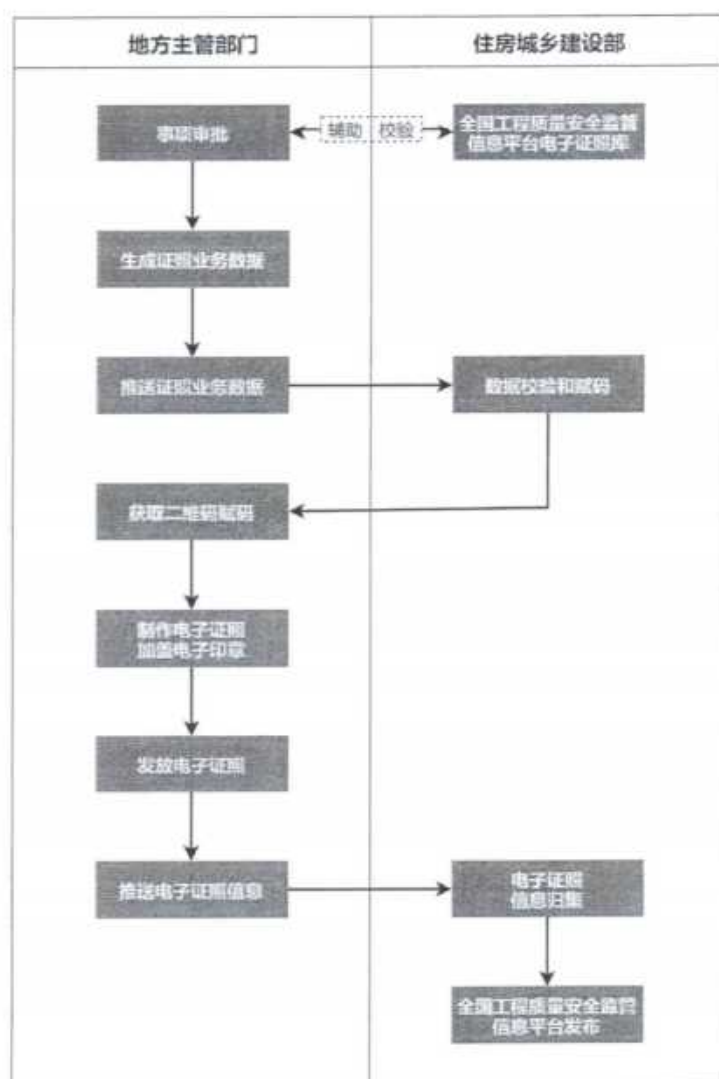 地方主管部门
住房城乡建设部
事项审批
辅助 校验
全国工程质量安全监管
信息平台电子证照库
生成证照业务数据
推送证照业务数据
数据校验和赋码
获取二维码赋码
制作电子证照
加盖电子印章
发放电子证照
推送电子证照信息
电子证照
信息归集
全国工程质量安全监管
信息平台发布